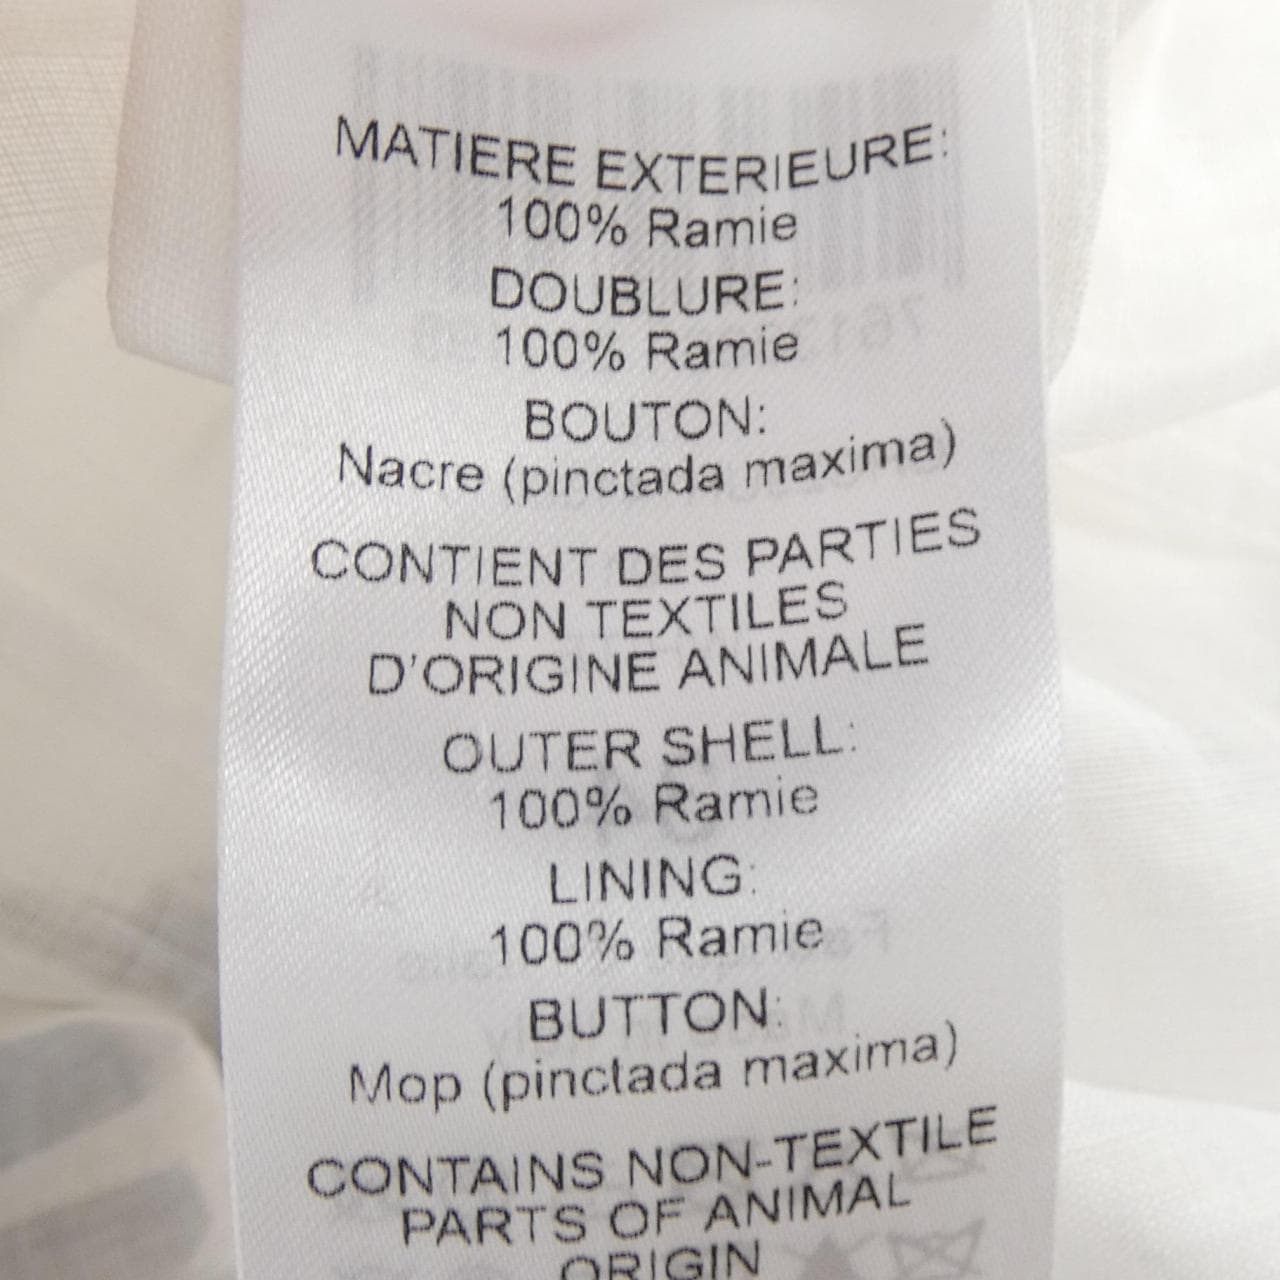 MATIERE EXTERIEURE:
100% Ramie
DOUBLURE:
100% Ramie
BOUTON:
Nacre (pinctada maxima)
CONTIENT DES PARTIES
NON TEXTILES
D'ORIGINE ANIMALE
OUTER SHELL:
100% Ramie
LINING:
100% Ramie
BUTTON:
Mop (pinctada maxima)
CONTAINS NON-TEXTILE
PARTS OF ANIMAL
ORIGIN